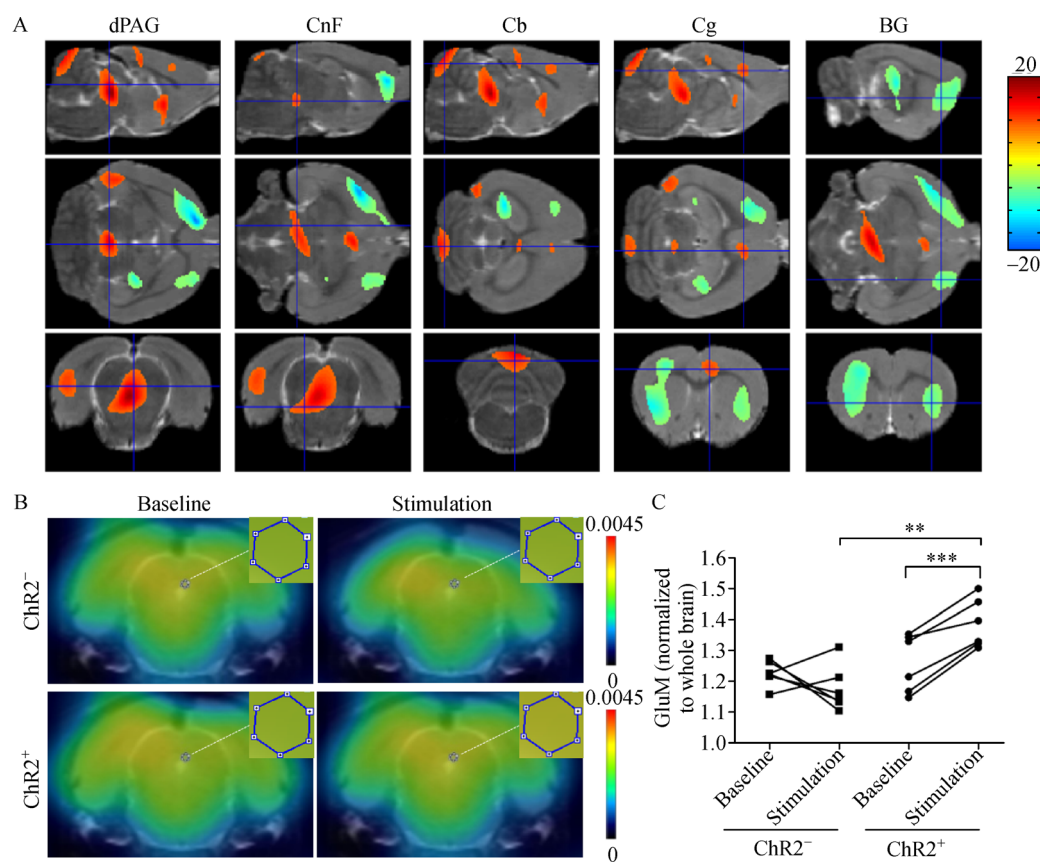 A
dPAG CnF Cb Cg BG
20
–20
B
Baseline Stimulation
C
ChR2⁻
0.0045
0
ChR2⁺
0.0045
0
**
***
GluM (normalized
to whole brain)
1.6
1.5
1.4
1.3
1.2
1.1
1.0
Baseline
Stimulation
Baseline
Stimulation
ChR2⁻
ChR2⁺